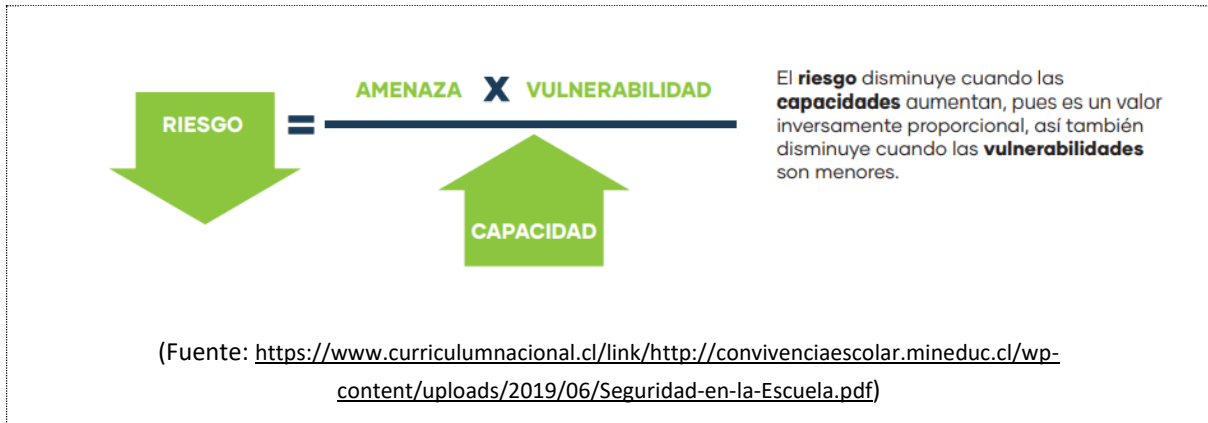 AMENAZA X VULNERABILIDAD
RIESGO =
CAPACIDAD
El riesgo disminuye cuando las
capacidades aumentan, pues es un valor
inversamente proporcional, así también
disminuye cuando las vulnerabilidades
son menores.
(Fuente: https://www.curriculumnacional.cl/link/http://convivenciaescolar.mineduc.cl/wp-
content/uploads/2019/06/Seguridad-en-la-Escuela.pdf)